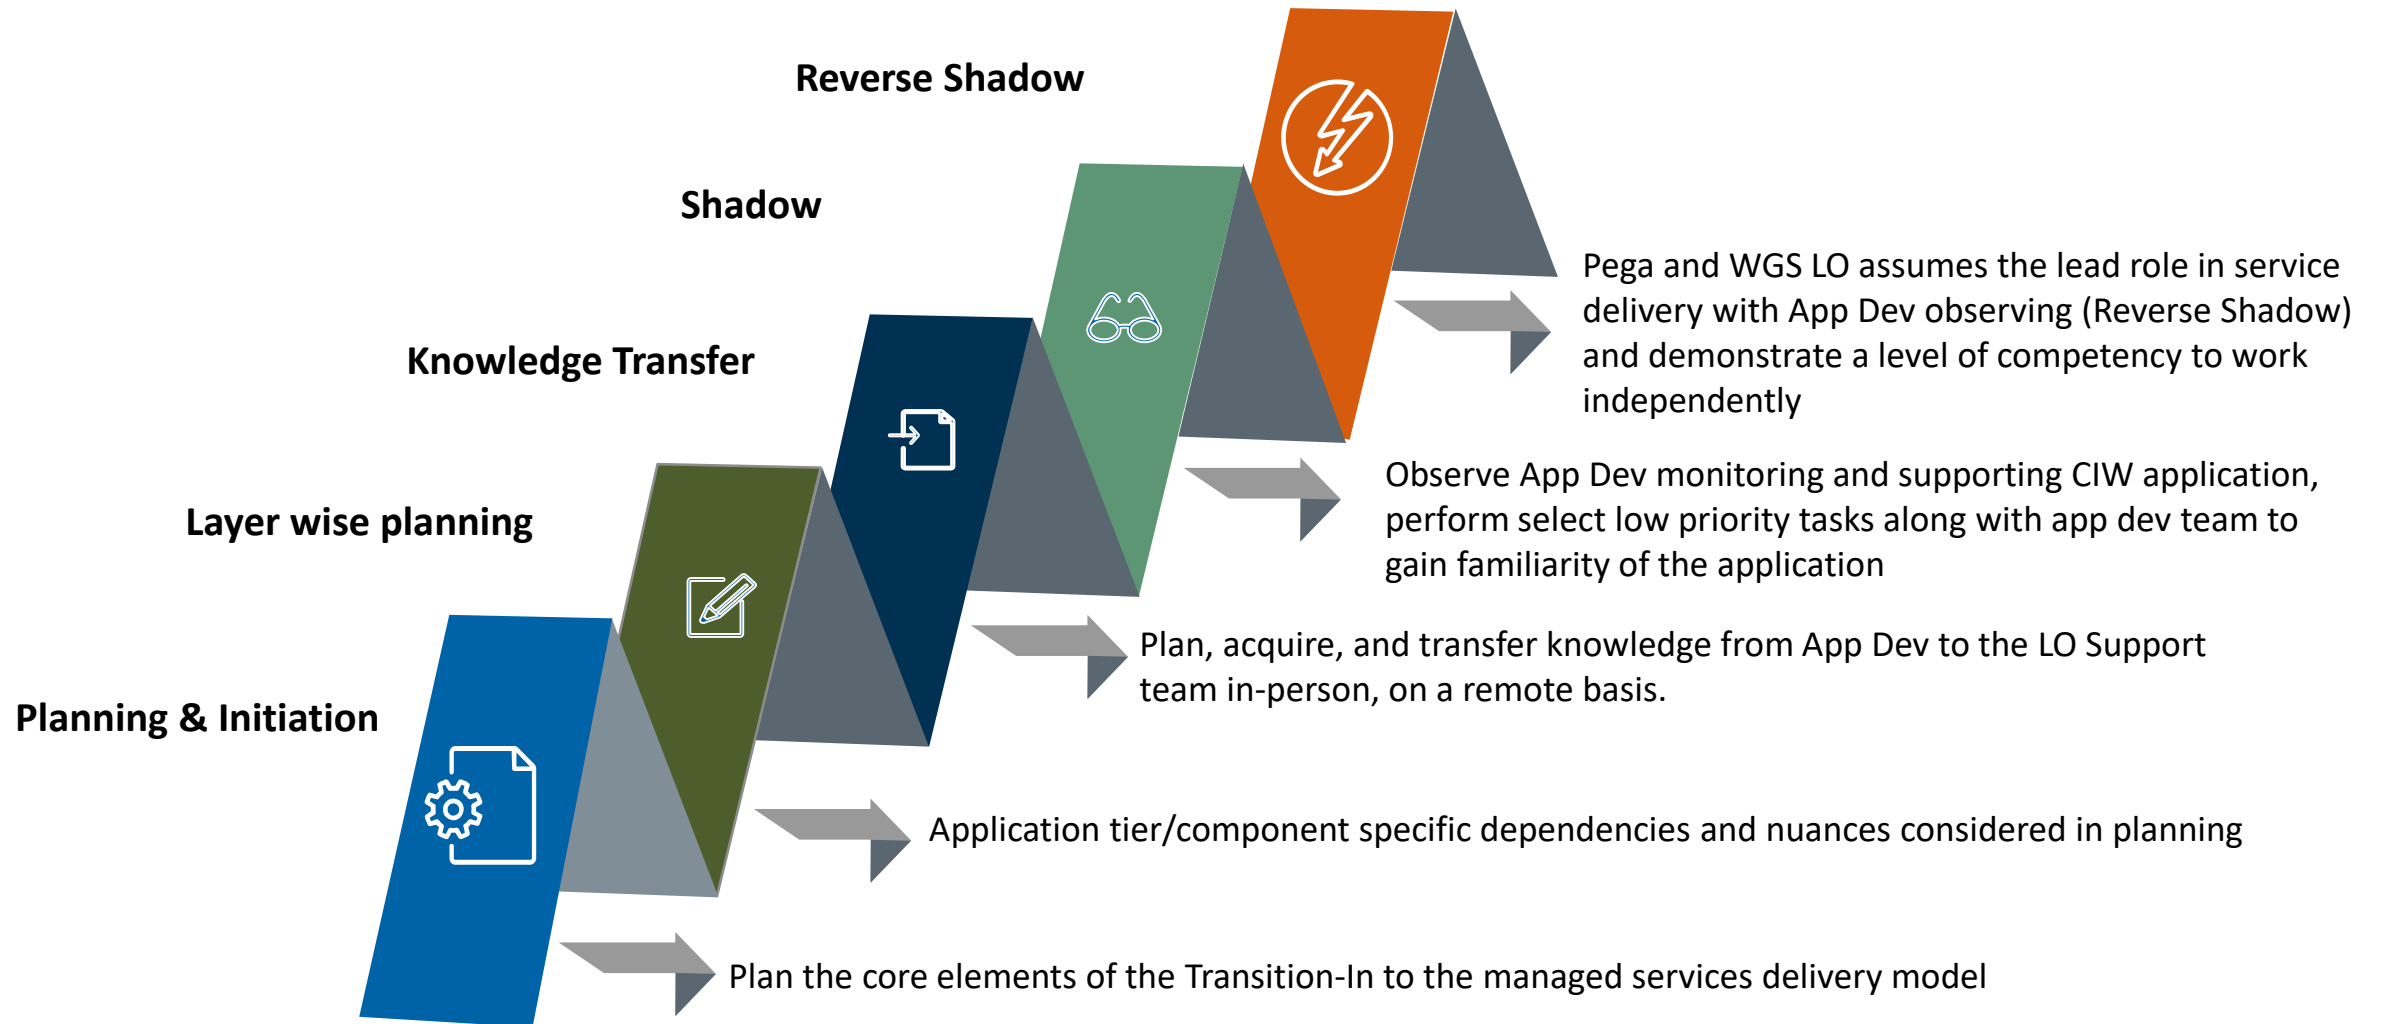 Reverse Shadow
Shadow
Knowledge Transfer
Layer wise planning
Planning & Initiation
Pega and WGS LO assumes the lead role in service
delivery with App Dev observing (Reverse Shadow)
and demonstrate a level of competency to work
independently
Observe App Dev monitoring and supporting CIW application,
perform select low priority tasks along with app dev team to
gain familiarity of the application
Plan, acquire, and transfer knowledge from App Dev to the LO Support
team in-person, on a remote basis.
Application tier/component specific dependencies and nuances considered in planning
Plan the core elements of the Transition-In to the managed services delivery model